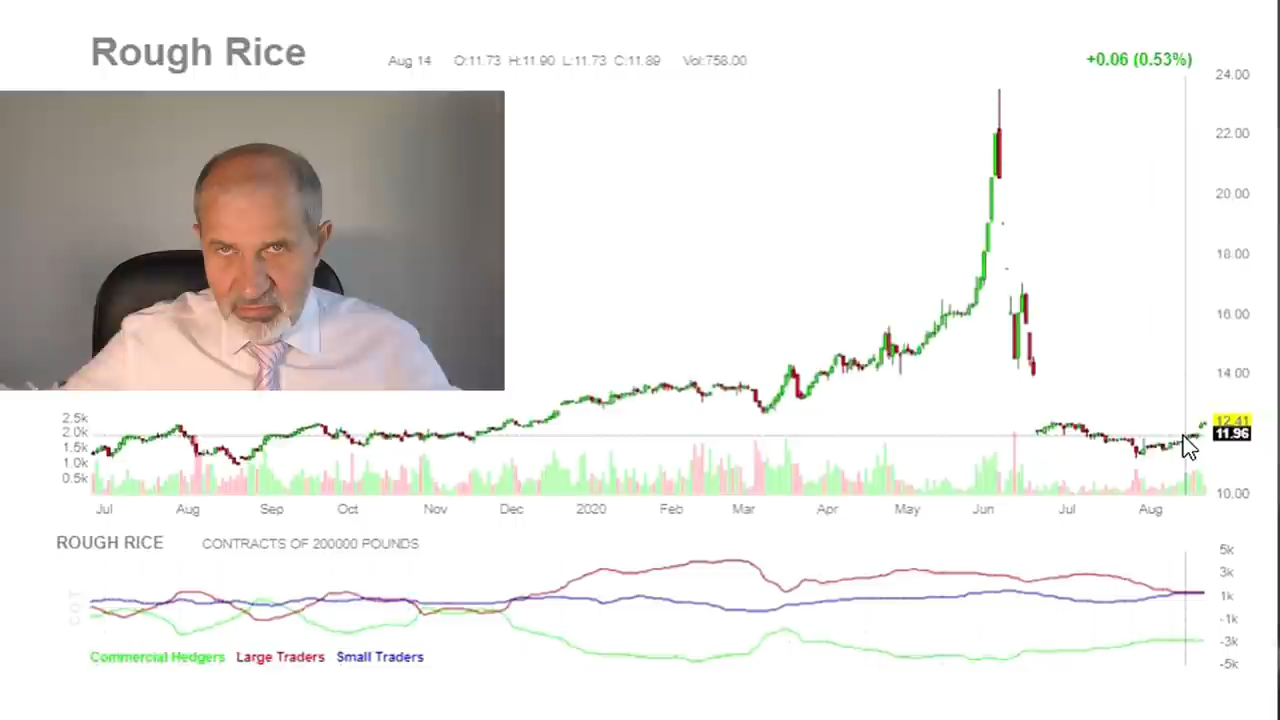 Rough Rice
Aug 14 O:11.73 H:11.90 L:11.73 C:11.89 Vol:758.00
+0.06 (0.53%)
24.00
22.00
20.00
18.00
16.00
14.00
12.41
11.96
10.00
2.5k
2.0k
1.5k
1.0k
0.5k
Jul Aug Sep Oct Nov Dec 2020 Feb Mar Apr May Jun Jul Aug
ROUGH RICE CONTRACTS OF 200000 POUNDS
COT
5k
3k
1k
-1k
-3k
-5k
Commercial Hedgers Large Traders Small Traders